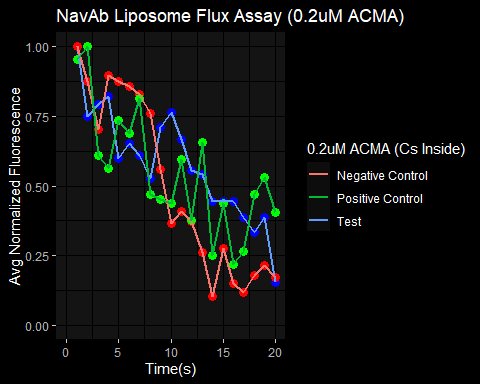 NavAb Liposome Flux Assay (0.2uM ACMA)
1.00
0.75
0.50
0.25
0.00
Avg Normalized Fluorescence
0 5 10 15 20
Time(s)
0.2uM ACMA (Cs Inside)
Negative Control
Positive Control
Test